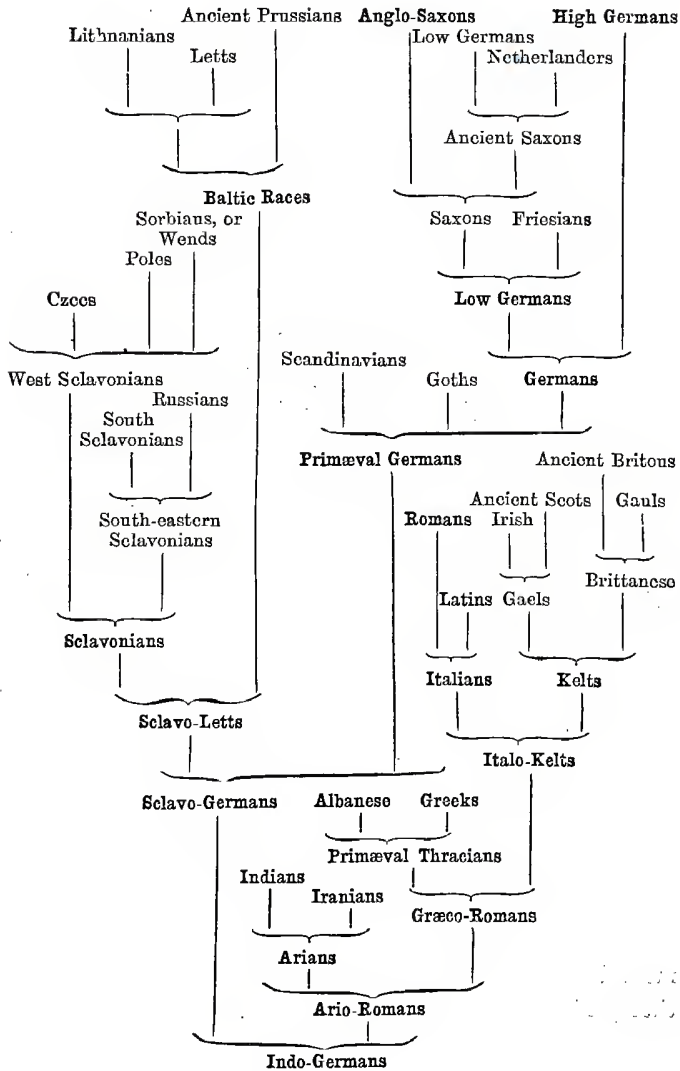 Ancient Prussians
Anglo-Saxons
High Germans
Lithnanians
Low Germans
Letts
Netherlanders
Ancient Saxons
Baltic Races
Sorbians, or
Wends
Saxons
Friesians
Poles
Czecs
Low Germans
Scandinavians
West Sclavonians
Goths
Germans
Russians
South
Sclavonians
Primæval Germans
Ancient Britons
Ancient Scots
Gauls
South-eastern
Sclavonians
Romans
Irish
Brittanese
Latins
Gaels
Sclavonians
Italians
Kelts
Sclavo-Letts
Italo-Kelts
Sclavo-Germans
Albanese
Greeks
Primæval Thracians
Indians
Iranians
Græco-Romans
Arians
Ario-Romans
Indo-Germans